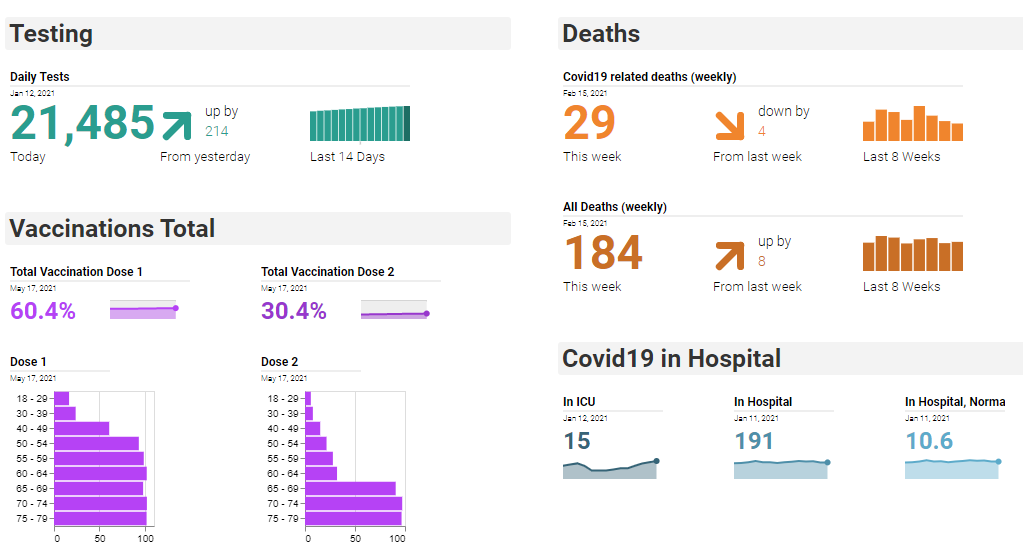 Testing
Daily Tests
Jan 12, 2021
21,485
up by
214
Today
From yesterday
Last 14 Days
Vaccinations Total
Total Vaccination Dose 1
May 17, 2021
60.4%
Total Vaccination Dose 2
May 17, 2021
30.4%
Dose 1
May 17, 2021
18 - 29
30 - 39
40 - 49
50 - 54
55 - 59
60 - 64
65 - 69
70 - 74
75 - 79
0 50 100
Dose 2
May 17, 2021
18 - 29
30 - 39
40 - 49
50 - 54
55 - 59
60 - 64
65 - 69
70 - 74
75 - 79
0 50 100
Deaths
Covid19 related deaths (weekly)
Feb 15, 2021
29
down by
4
This week
From last week
Last 8 Weeks
All Deaths (weekly)
Feb 15, 2021
184
up by
8
This week
From last week
Last 8 Weeks
Covid19 in Hospital
In ICU
Jan 12, 2021
15
In Hospital
Jan 11, 2021
191
In Hospital, Norma
Jan 11, 2021
10.6